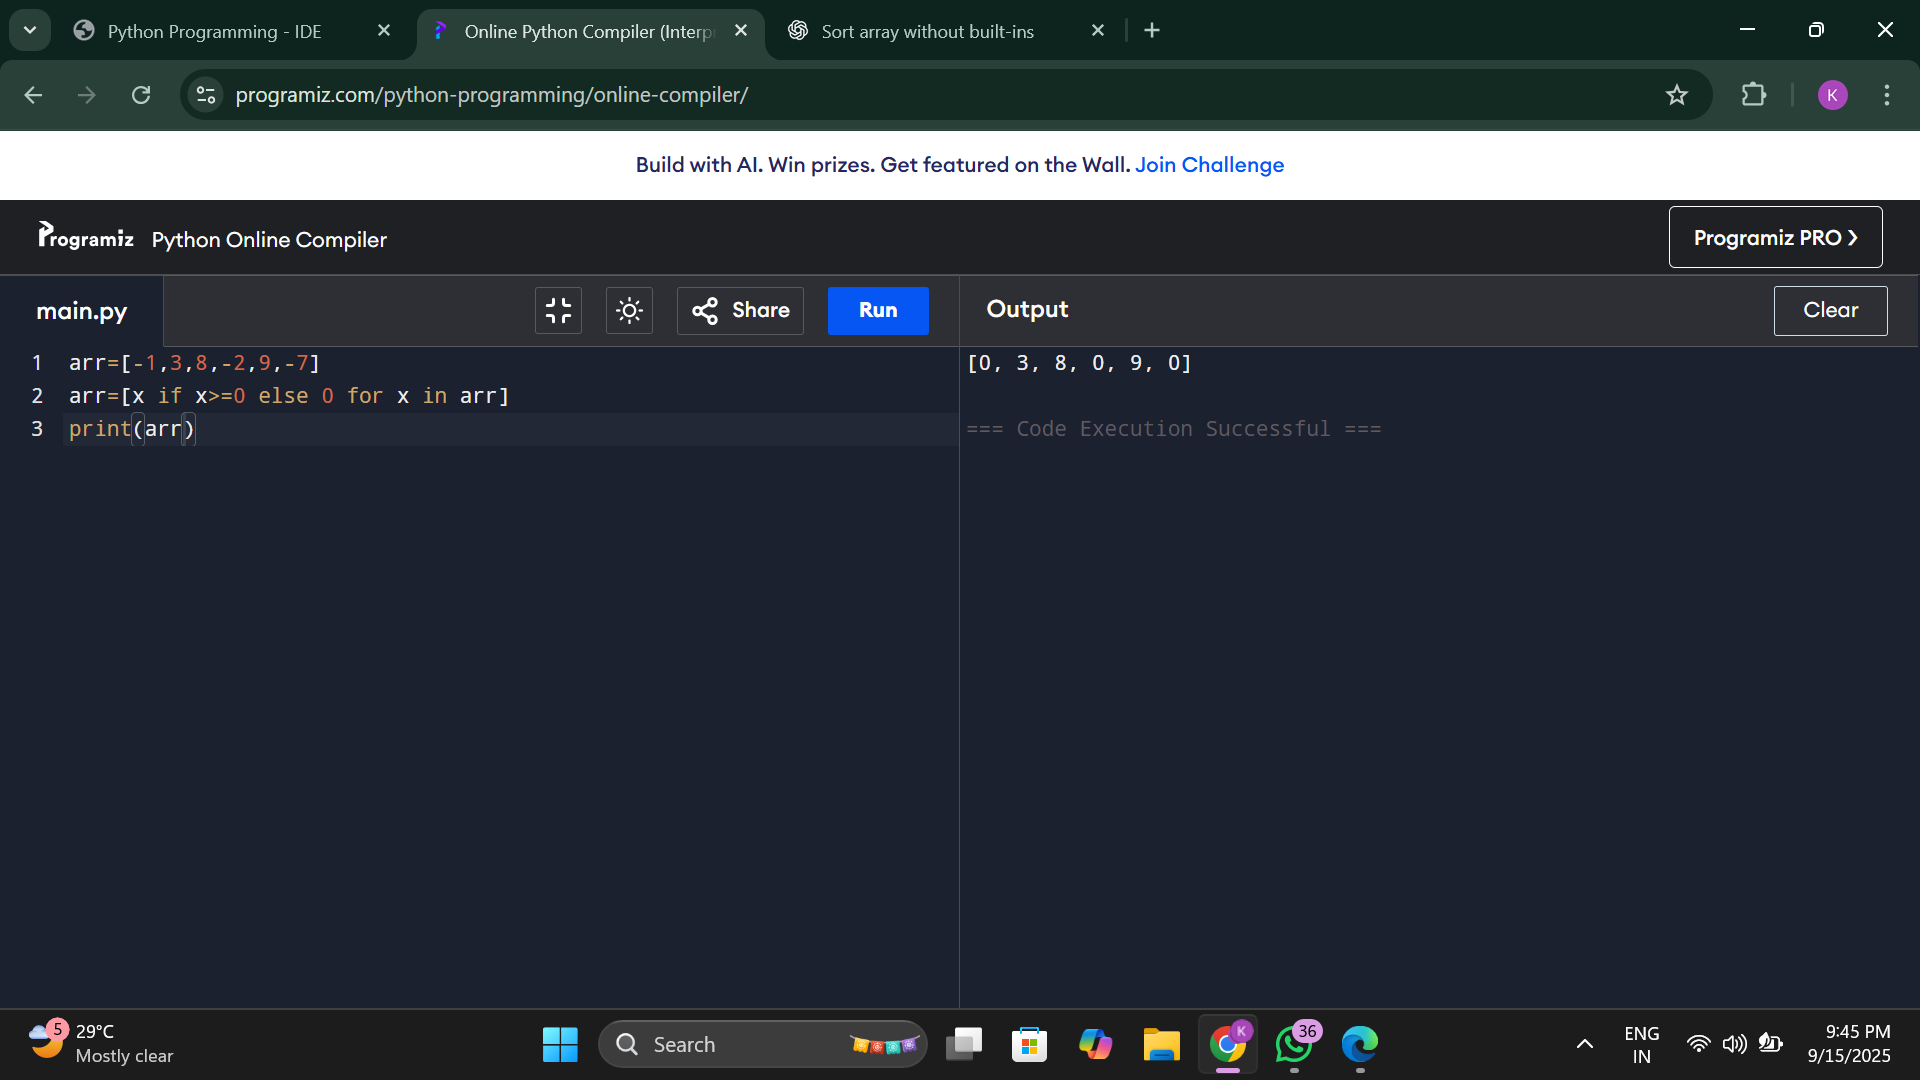 Python Programming - IDE
Online Python Compiler (Interp
Sort array without built-ins
programiz.com/python-programming/online-compiler/
K
Build with AI. Win prizes. Get featured on the Wall. Join Challenge
Programiz Python Online Compiler
Programiz PRO ❯
main.py
Share
Run
Output
Clear
1 arr=[-1,3,8,-2,9,-7]
2 arr=[x if x>=0 else 0 for x in arr]
3 print(arr)
[0, 3, 8, 0, 9, 0]
=== Code Execution Successful ===
5
29°C
Mostly clear
Search
K
36
ENG
IN
9:45 PM
9/15/2025